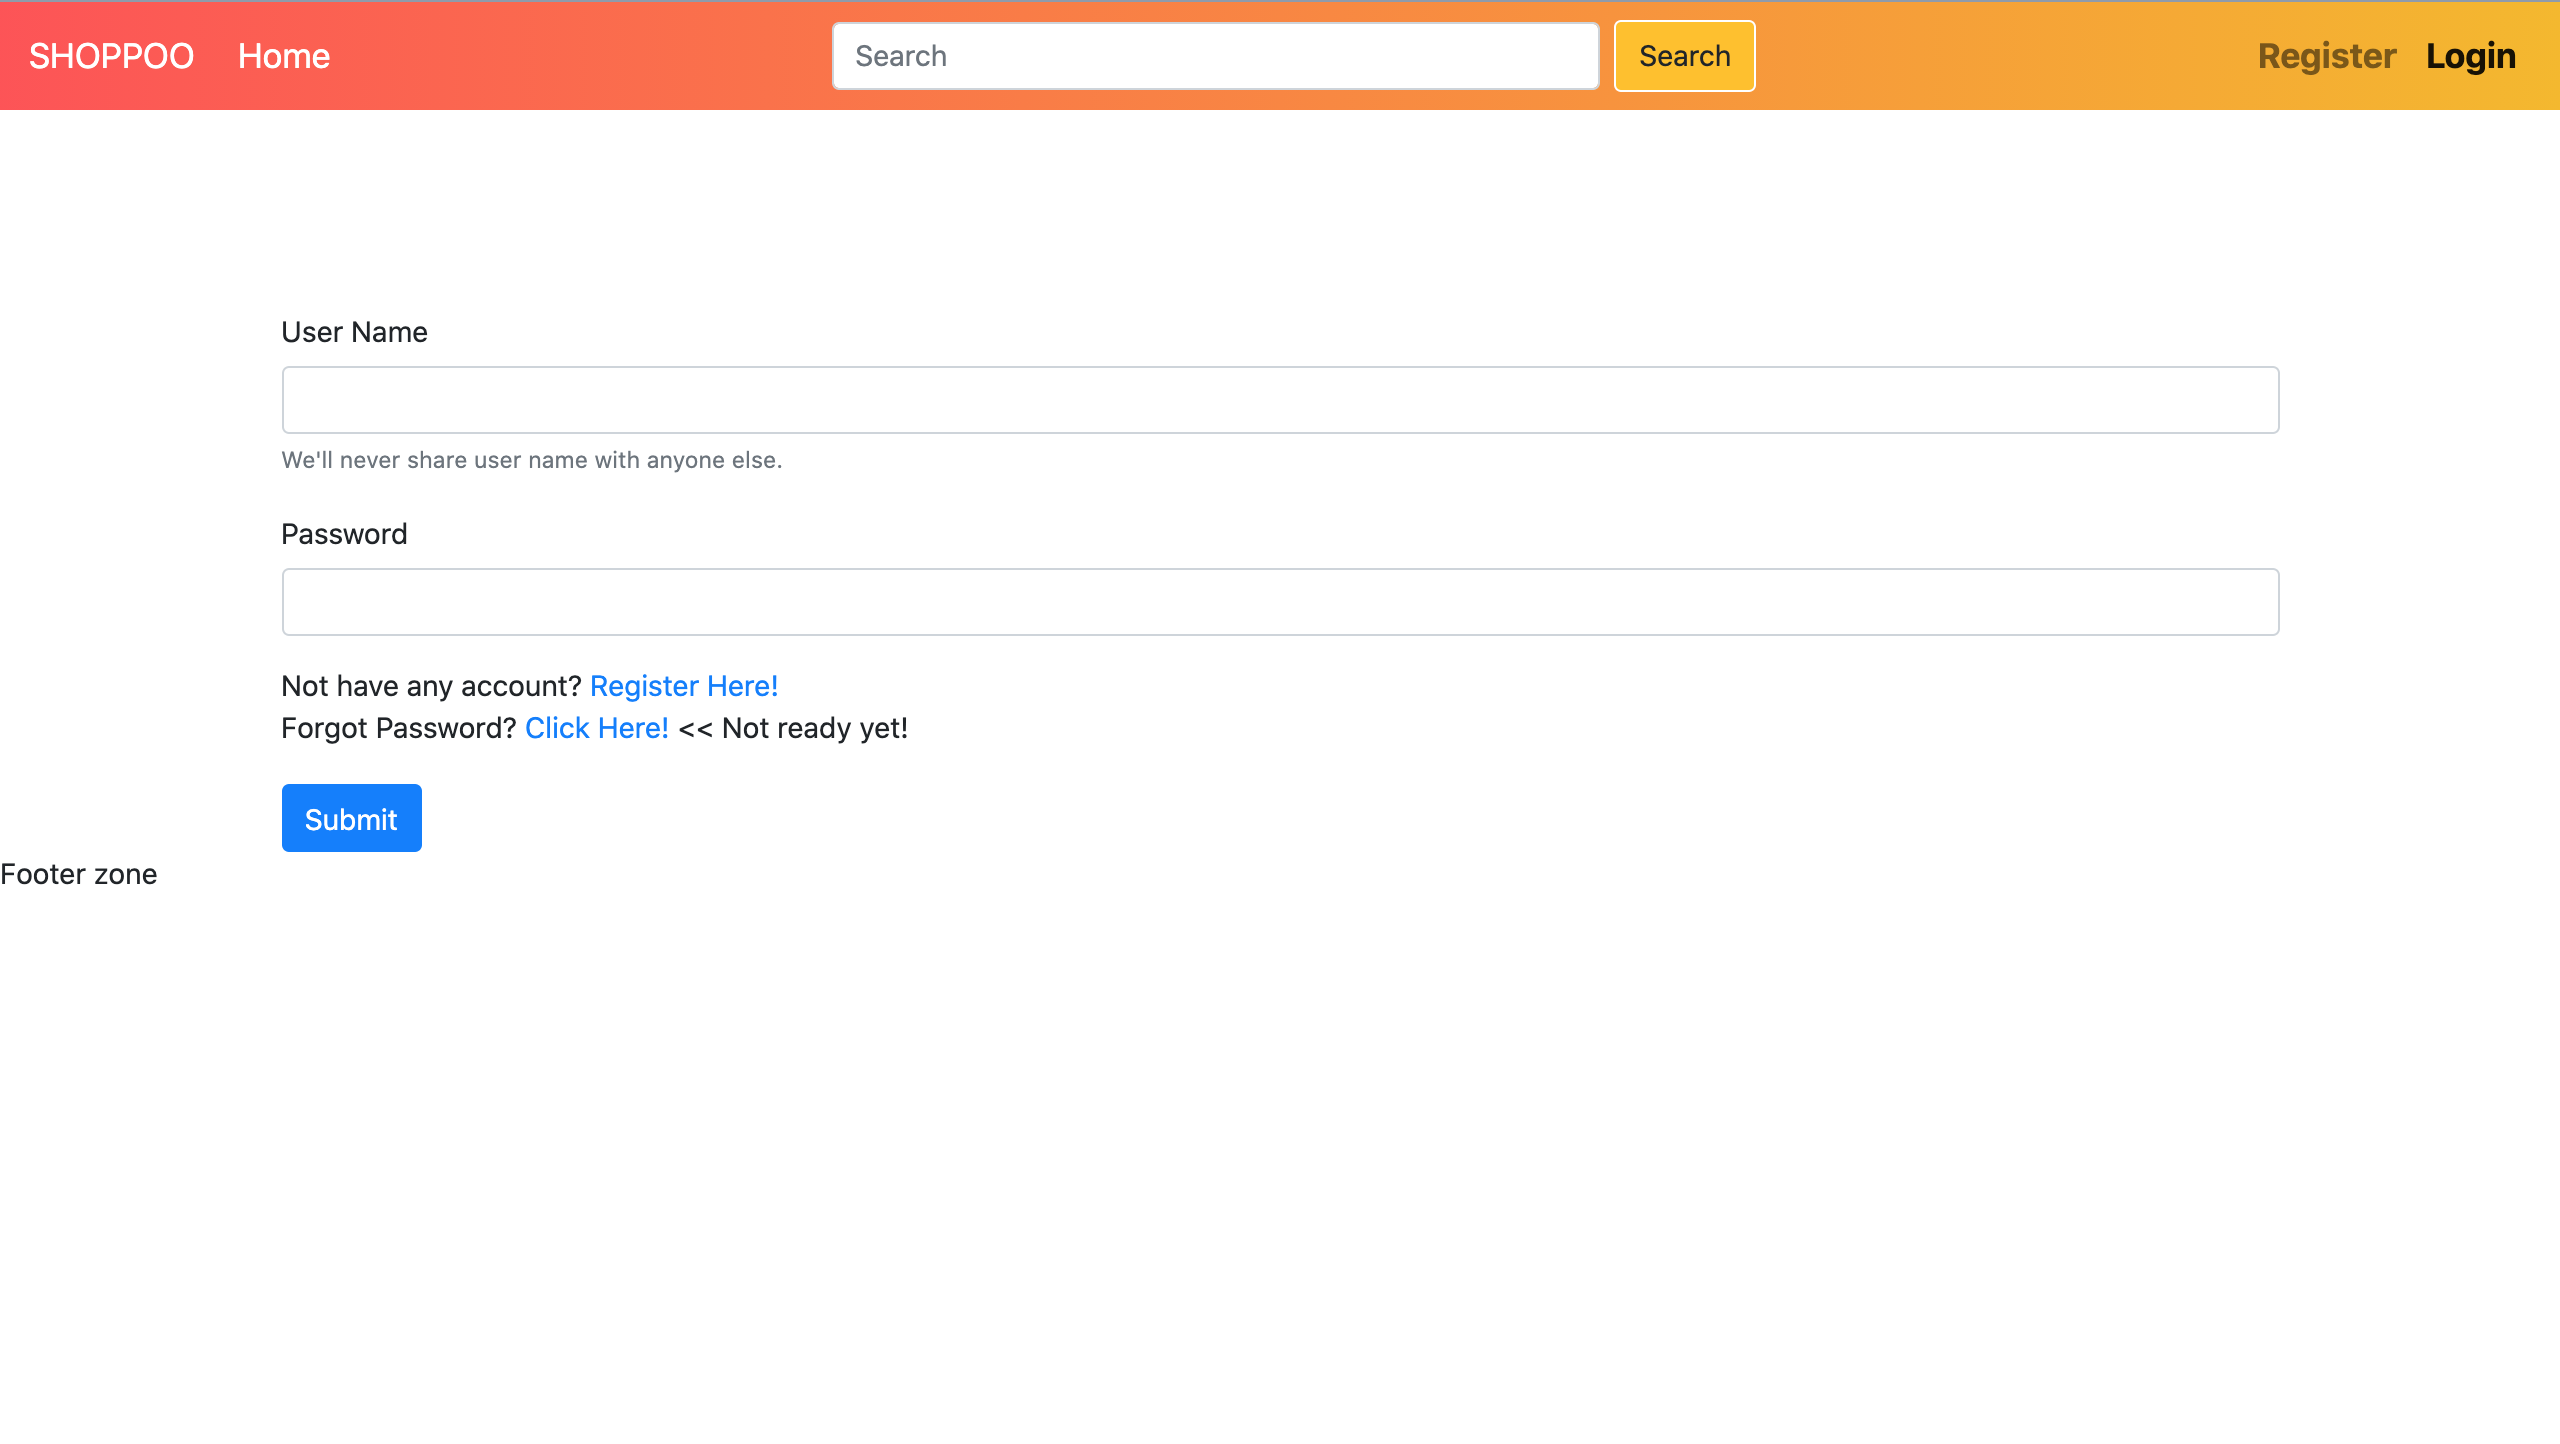 SHOPPOO Home Search Search Register Login
User Name
We'll never share user name with anyone else.
Password
Not have any account? Register Here!
Forgot Password? Click Here! << Not ready yet!
Submit
Footer zone